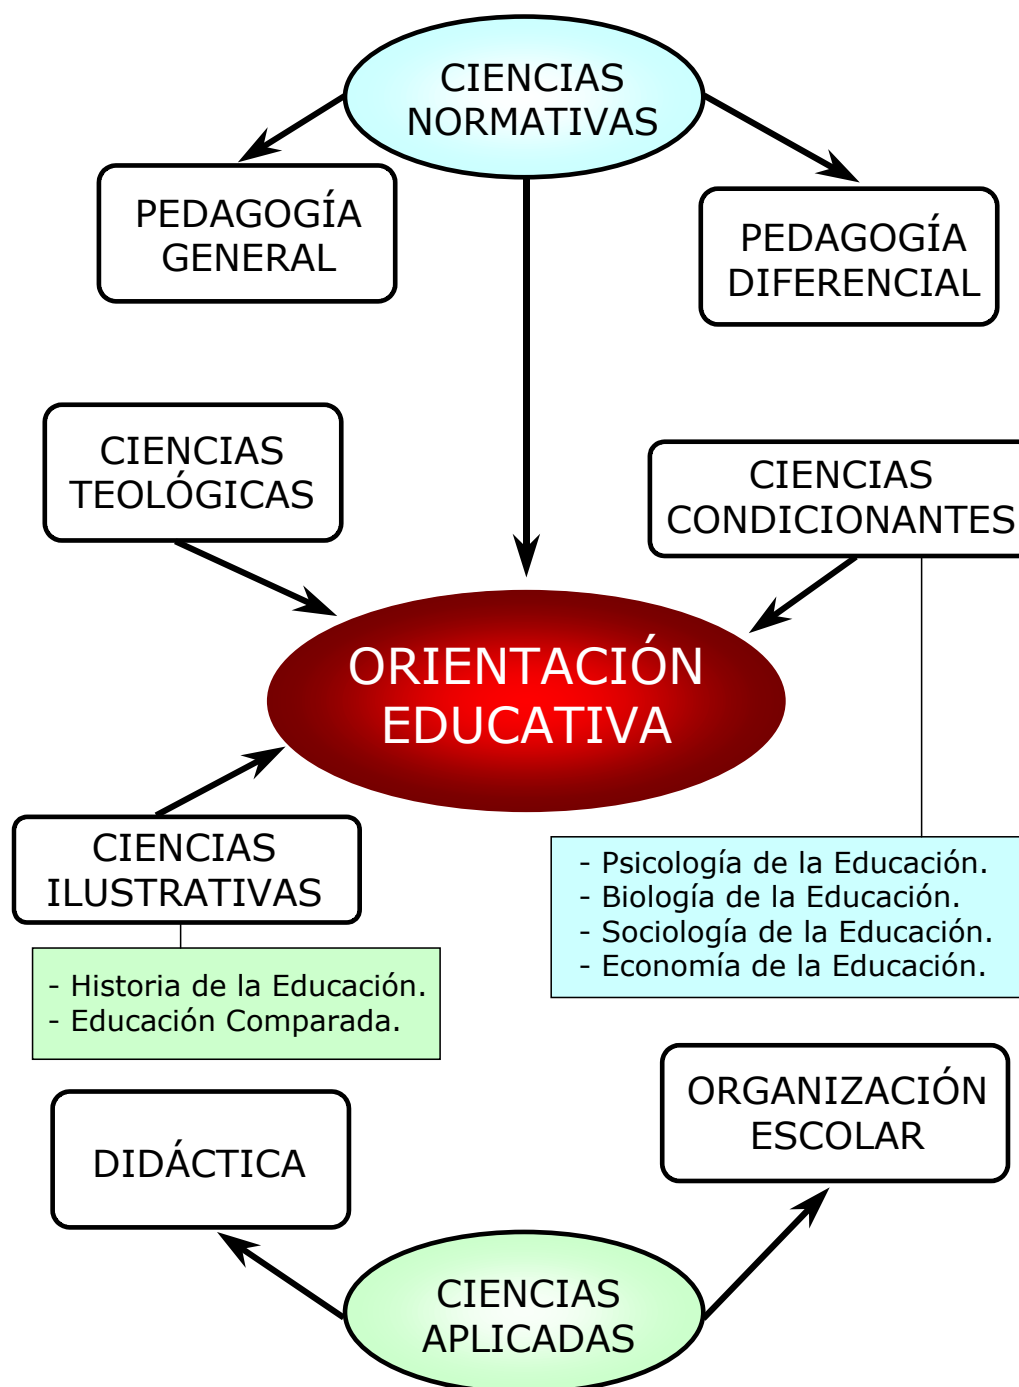 CIENCIAS
NORMATIVAS
PEDAGOGÍA
GENERAL
PEDAGOGÍA
DIFERENCIAL
CIENCIAS
TEOLÓGICAS
CIENCIAS
CONDICIONANTES
ORIENTACIÓN
EDUCATIVA
CIENCIAS
ILUSTRATIVAS
- Psicología de la Educación.
- Biología de la Educación.
- Sociología de la Educación.
- Economía de la Educación.
- Historia de la Educación.
- Educación Comparada.
DIDÁCTICA
ORGANIZACIÓN
ESCOLAR
CIENCIAS
APLICADAS